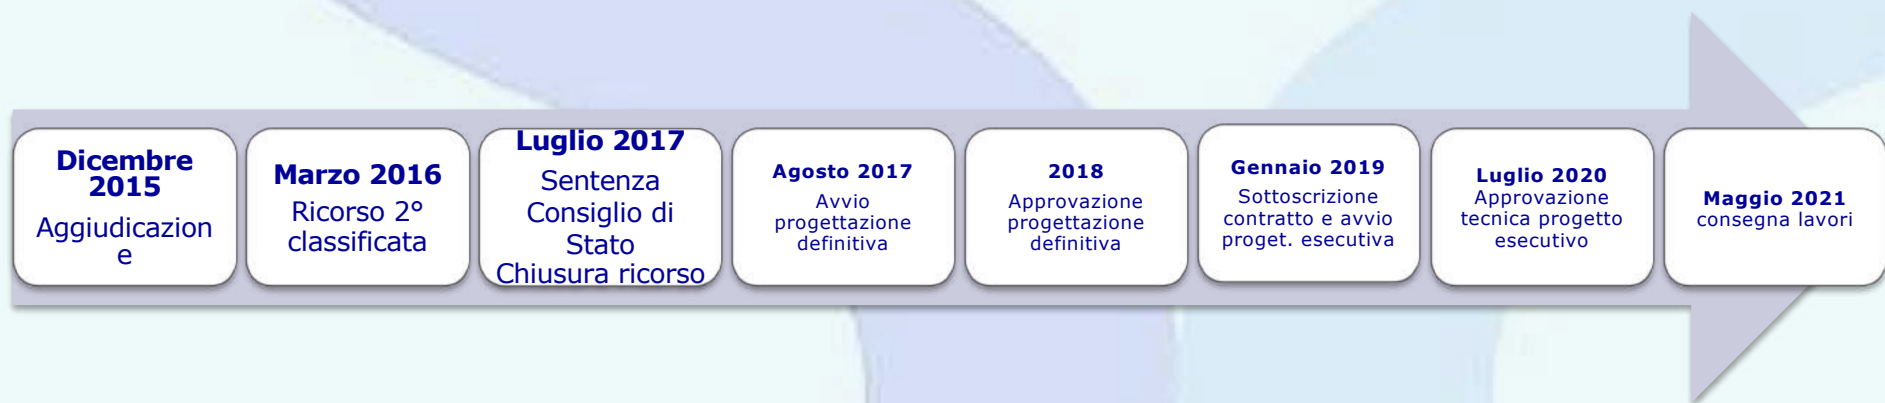 Dicembre
2015
Aggiudicazion
e
Marzo 2016
Ricorso 2°
classificata
Luglio 2017
Sentenza
Consiglio di
Stato
Chiusura ricorso
Agosto 2017
Avvio
progettazione
definitiva
2018
Approvazione
progettazione
definitiva
Gennaio 2019
Sottoscrizione
contratto e avvio
proget. esecutiva
Luglio 2020
Approvazione
tecnica progetto
esecutivo
Maggio 2021
consegna lavori